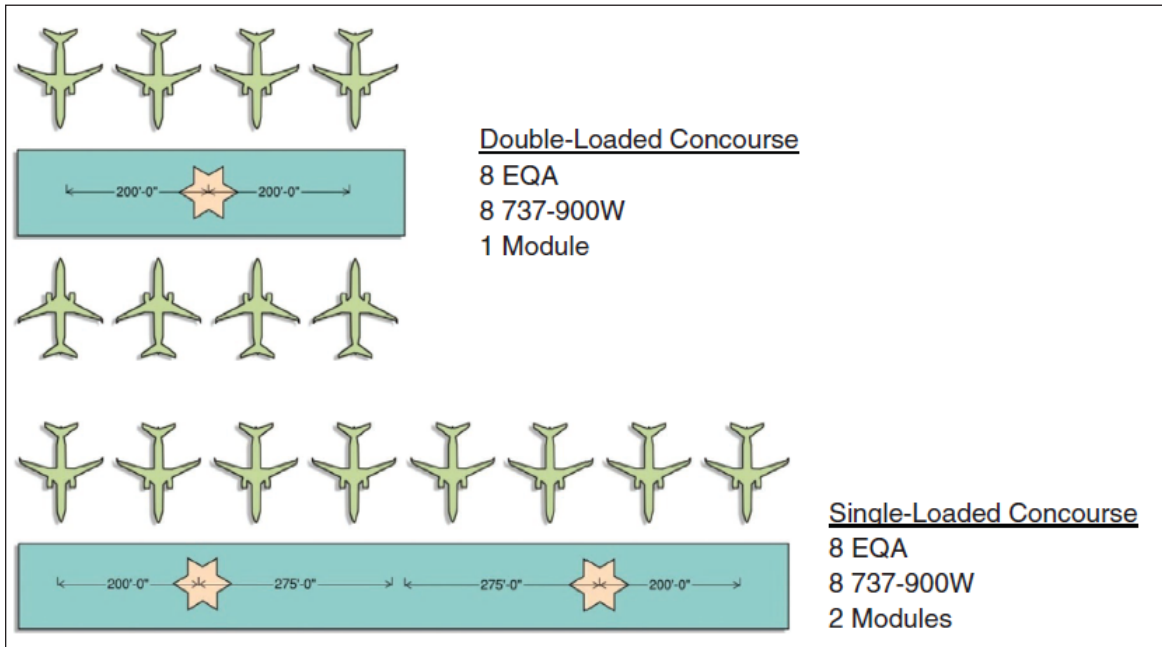 Double-Loaded Concourse
8 EQA
200'-0" 200'-0"
8 737-900W
1 Module
Single-Loaded Concourse
8 EQA
200'-0" 275'-0" 275'-0" 200'-0"
8 737-900W
2 Modules